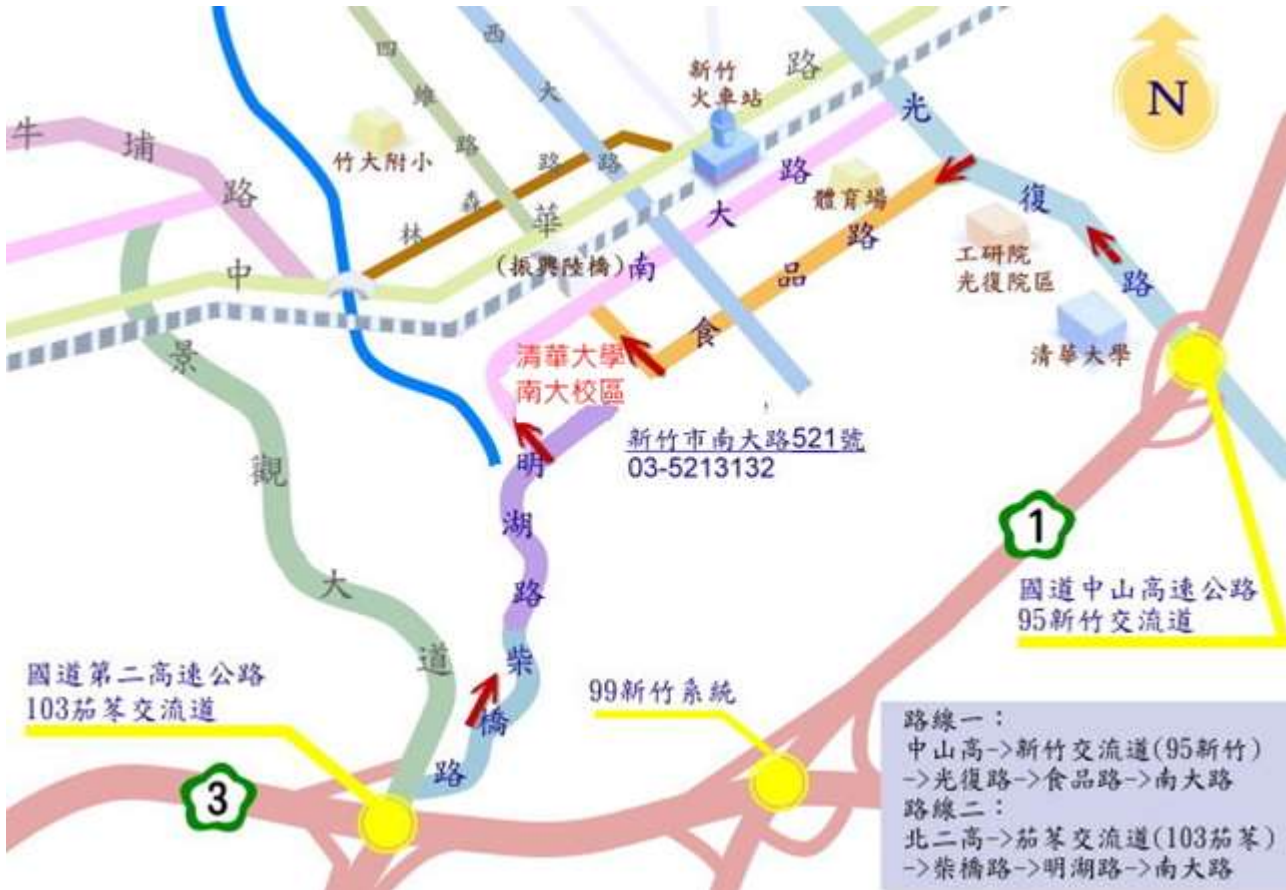 牛埔路
四維路
西大路
新竹
火車站
竹大附小
林森路
中華路
(振興陸橋)
南大路
體育場
食品路
光復路
工研院
光復院區
清華大學
清華大學
南大校區
新竹市南大路521號
03-5213132
景觀大道
明湖路
柴橋路
N
1
國道中山高速公路
95新竹交流道
國道第二高速公路
103茄苳交流道
99新竹系統
3
路線一：
中山高->新竹交流道(95新竹)
->光復路->食品路->南大路
路線二：
北二高->茄苳交流道(103茄苳)
->柴橋路->明湖路->南大路